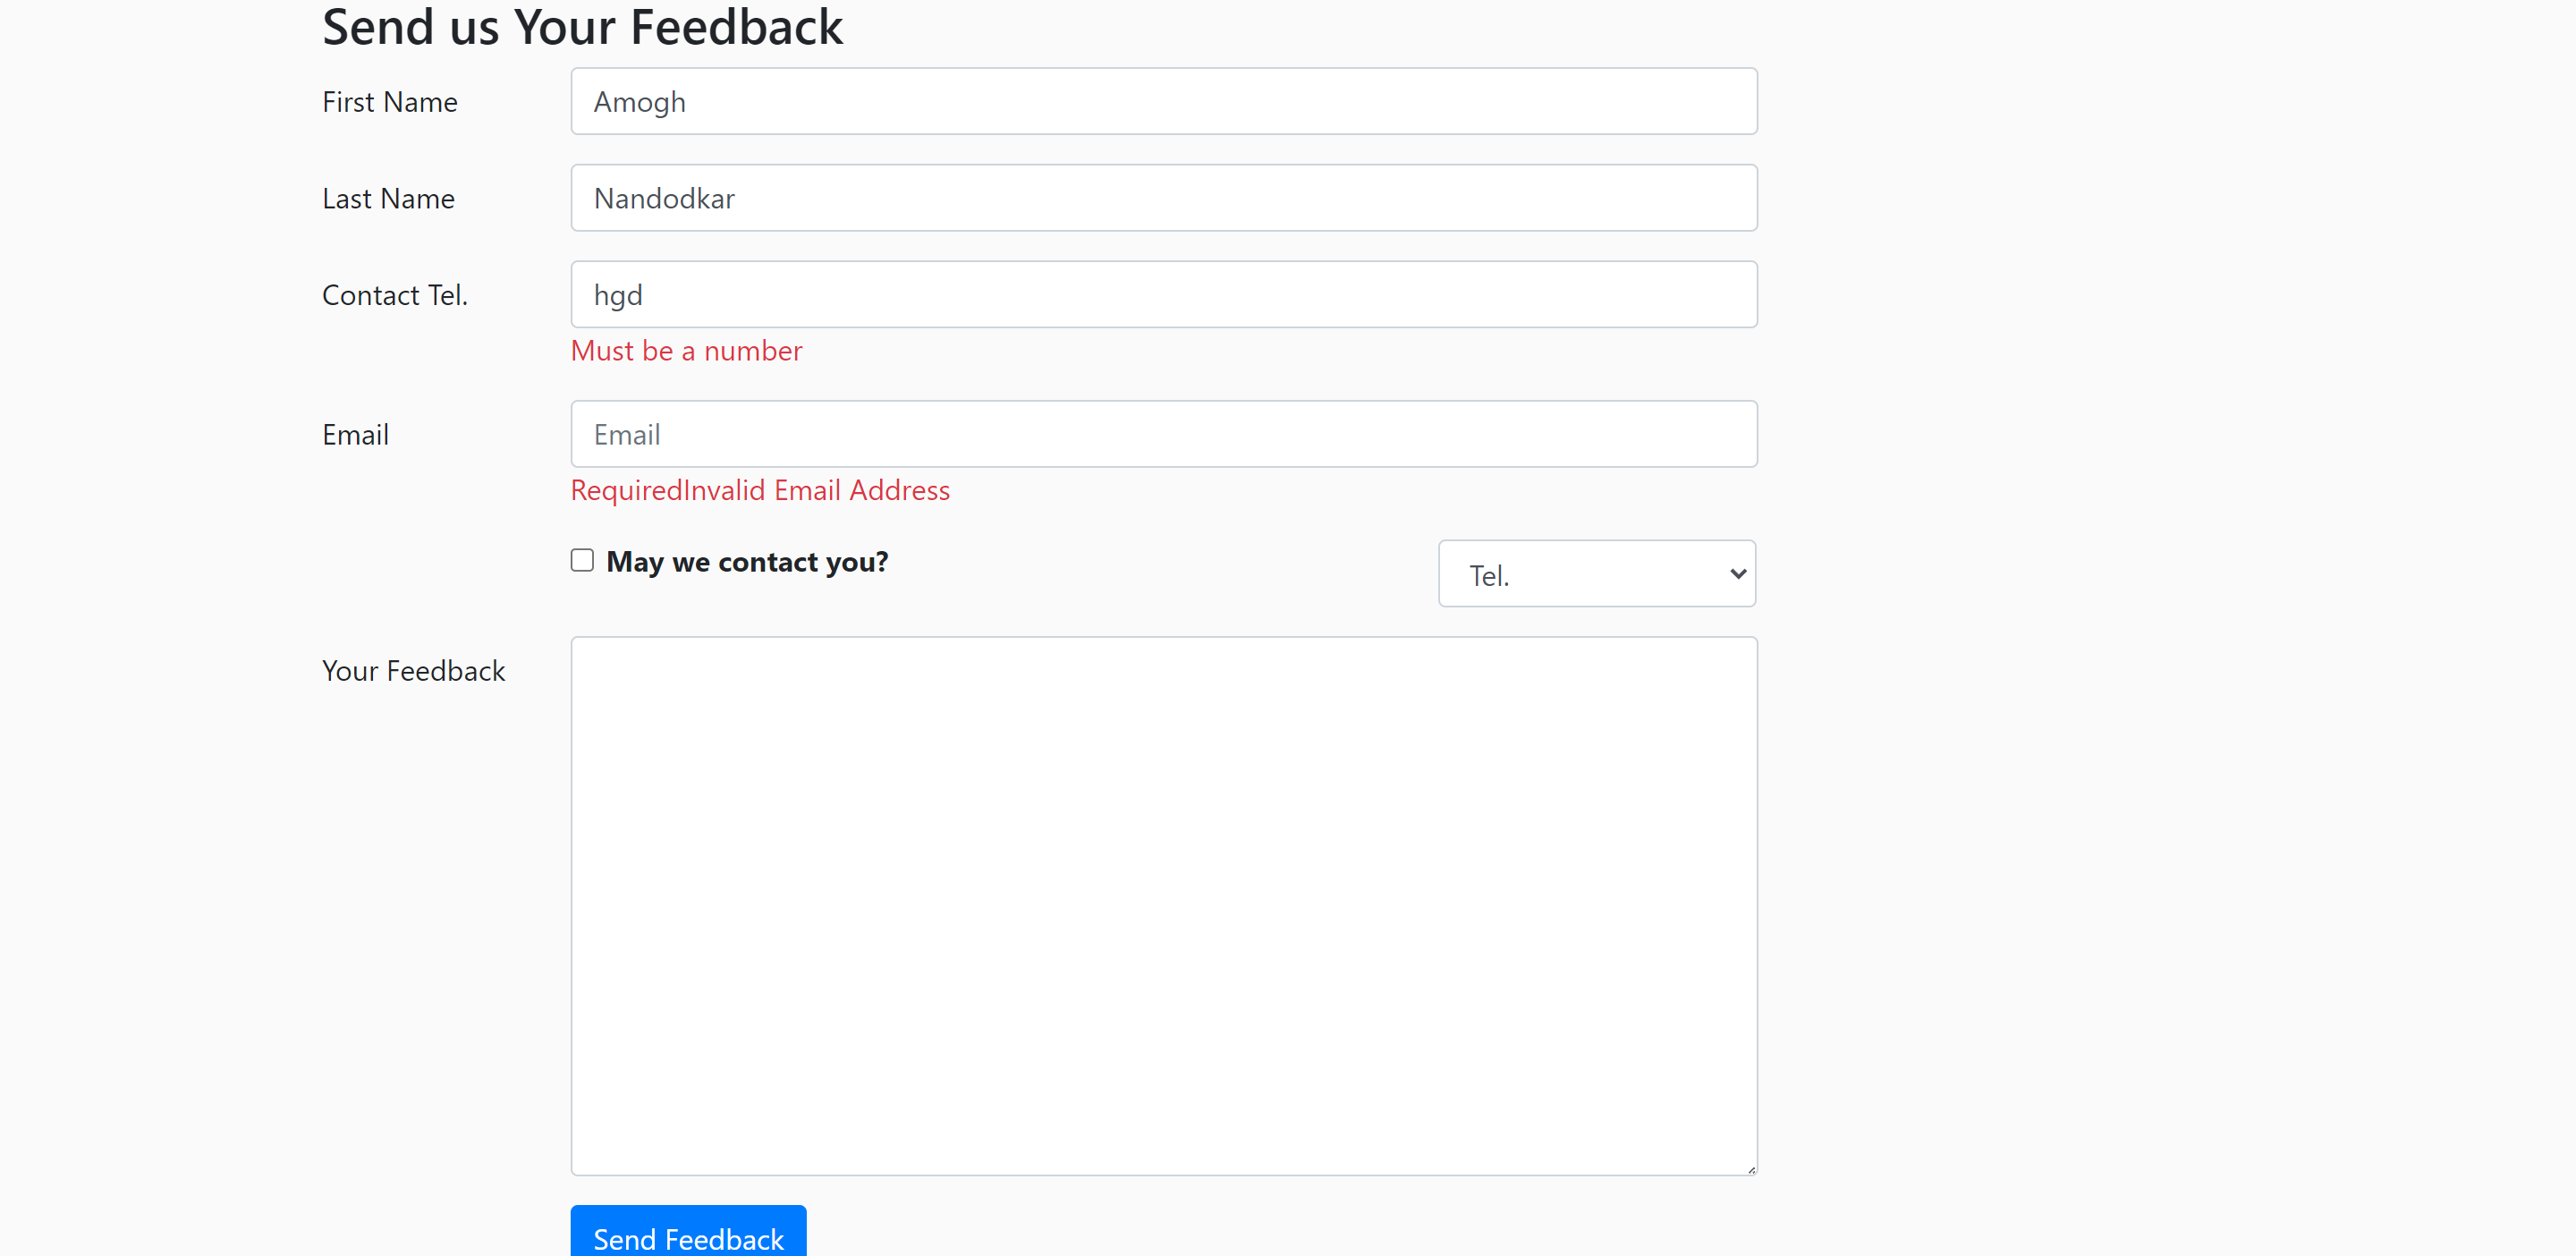 Send us Your Feedback
First Name
Amogh
Last Name
Nandodkar
Contact Tel.
hgd
Must be a number
Email
Email
RequiredInvalid Email Address
May we contact you?
Tel.
Your Feedback
Send Feedback